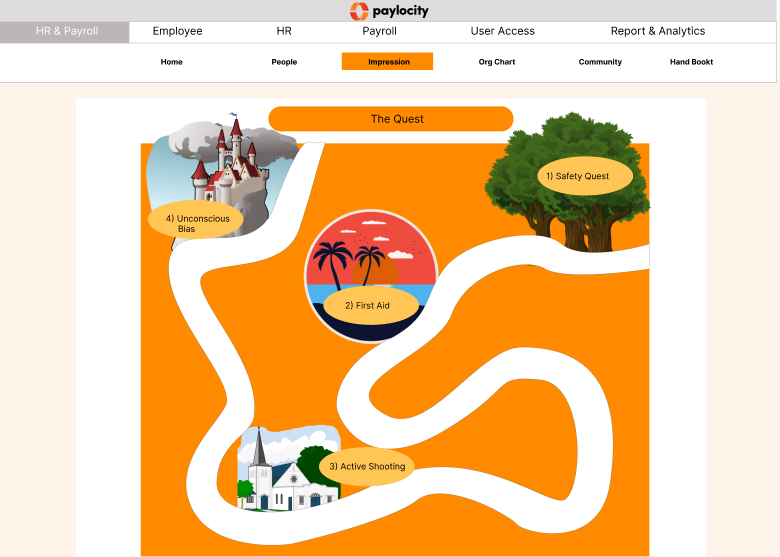 paylocity
HR & Payroll Employee HR Payroll User Access Report & Analytics
Home People Impression Org Chart Community Hand Bookt
The Quest
1) Safety Quest
4) Unconscious
Bias
2) First Aid
3) Active Shooting